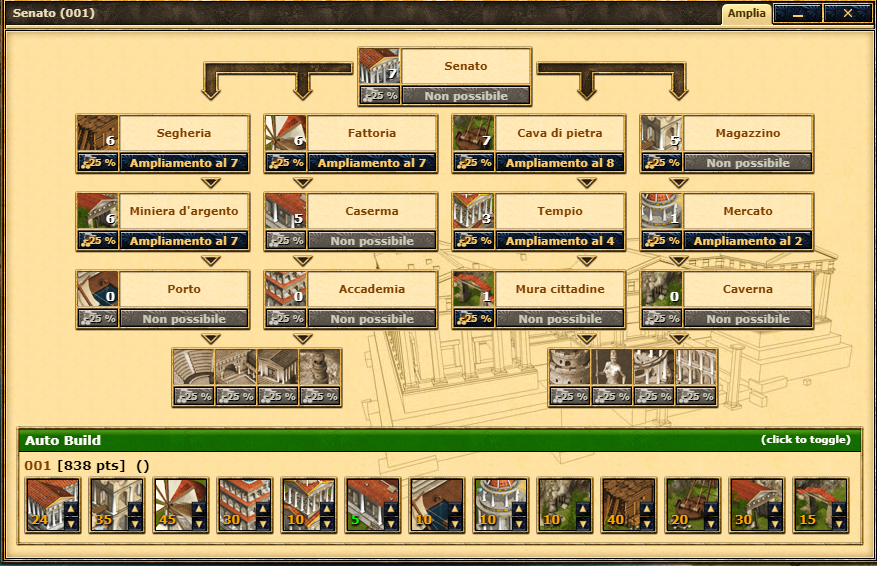 Senato (001) Amplia
Senato
7
-25 % Non possibile
Segheria Fattoria Cava di pietra Magazzino
6 6 7 5
-25 % Ampliamento al 7 -25 % Ampliamento al 7 -25 % Ampliamento al 8 -25 % Non possibile
Miniera d'argento Caserma Tempio Mercato
6 5 3 1
-25 % Ampliamento al 7 -25 % Non possibile -25 % Ampliamento al 4 -25 % Ampliamento al 2
Porto Accademia Mura cittadine Caverna
0 0 1 0
-25 % Non possibile -25 % Non possibile -25 % Non possibile -25 % Non possibile
-25 % -25 % -25 % -25 % -25 % -25 % -25 % -25 %
Auto Build (click to toggle)
001 [838 pts] ()
24 35 45 30 10 5 10 10 10 40 20 30 15